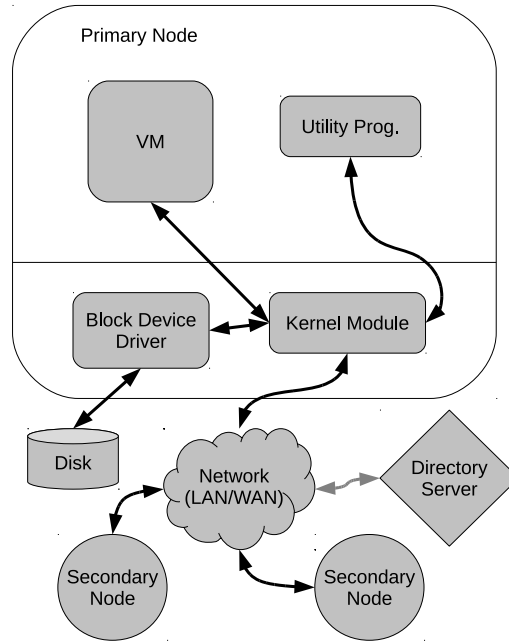 Primary Node
VM
Utility Prog.
Block Device
Driver
Kernel Module
Disk
Network
(LAN/WAN)
Directory
Server
Secondary
Node
Secondary
Node